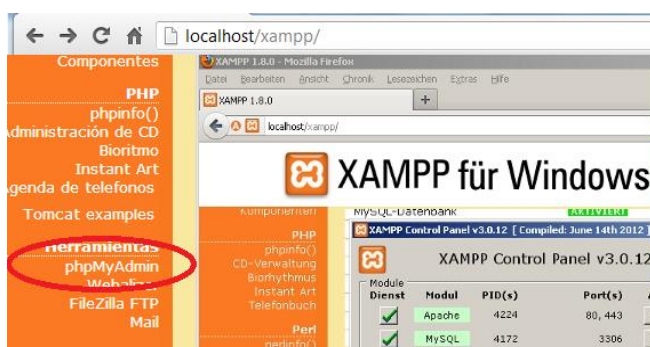 localhost/xampp/
Componentes
PHP
phpinfo()
Administración de CD
Bioritmo
Instant Art
Agenda de telefonos
Tomcat examples
Herramientas
phpMyAdmin
Webalizer
FileZilla FTP
Mail
XAMPP 1.8.0 - Mozilla Firefox
Datei Bearbeiten Ansicht Chronik Lesezeichen Extras Hilfe
XAMPP 1.8.0 +
localhost/xampp/
XAMPP für Windows
Komponenten
MySQL-Datenbank AKTIVIERT
PHP
phpinfo()
CD-Verwaltung
Biorhythmus
Instant Art
Telefonbuch
Perl
perlinfo()
XAMPP Control Panel v3.0.12 [ Compiled: June 14th 2012 ]
XAMPP Control Panel v3.0.12
Module
Dienst Modul PID(s) Port(s)
Apache 4224 80, 443
MySQL 4172 3306